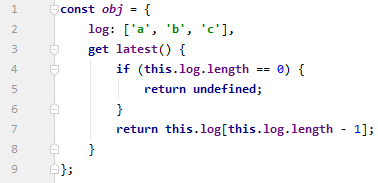 1 const obj = {
2     log: ['a', 'b', 'c'],
3     get latest() {
4         if (this.log.length == 0) {
5             return undefined;
6         }
7         return this.log[this.log.length - 1];
8     }
9 };